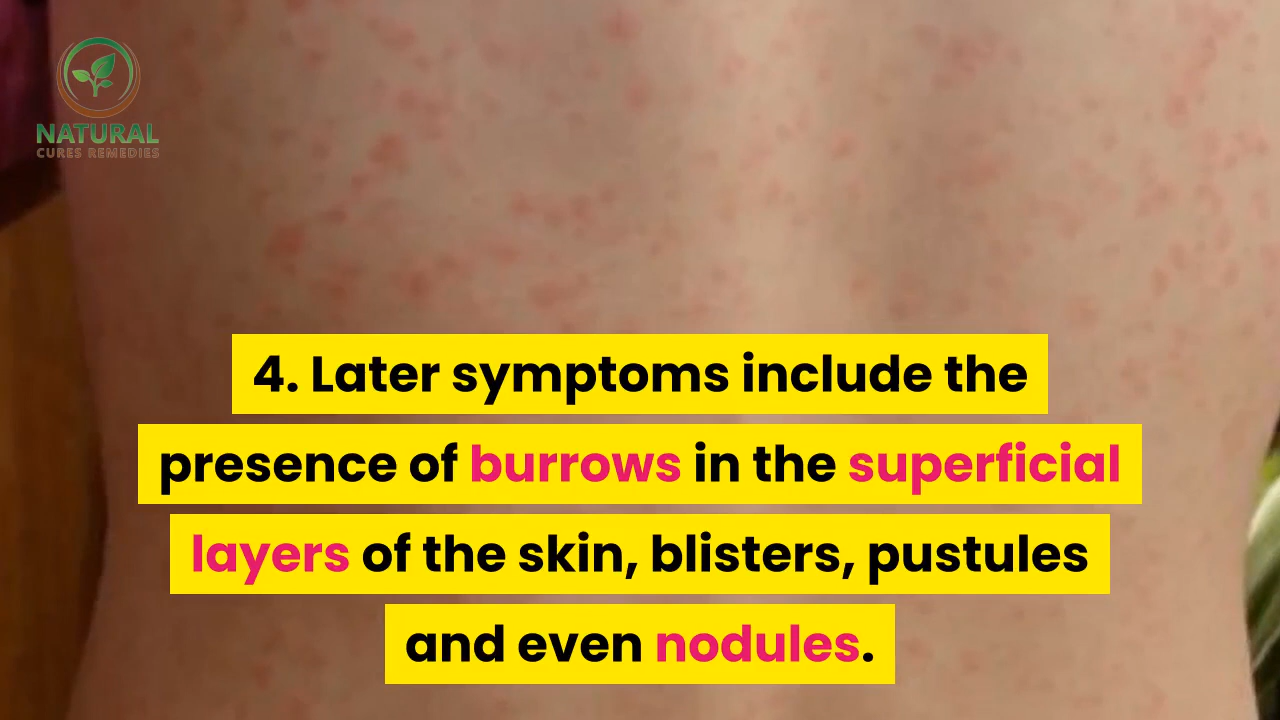 NATURAL
CURES REMEDIES
4. Later symptoms include the
presence of burrows in the superficial
layers of the skin, blisters, pustules
and even nodules.